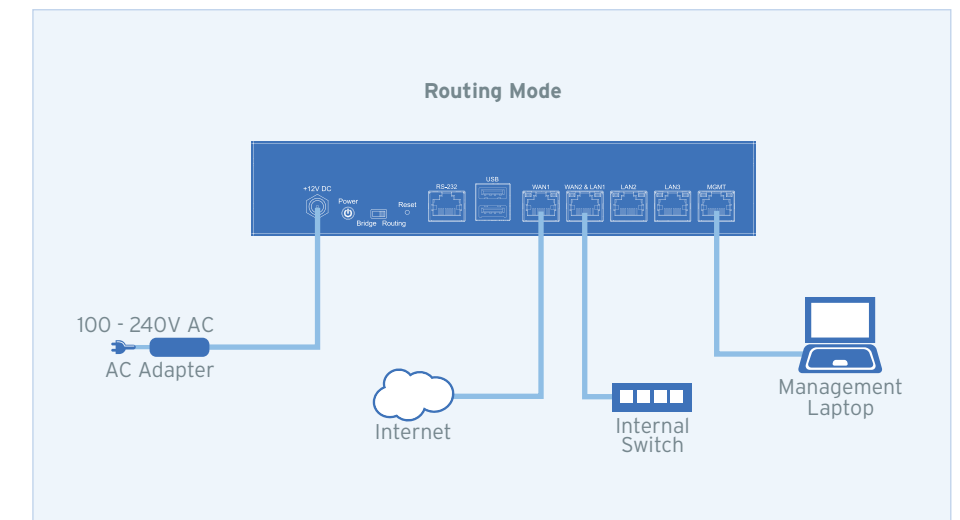 Routing Mode
+12V DC
Power
Bridge Routing
Reset
RS-232
USB
WAN1
WAN2 & LAN1
LAN2
LAN3
MGMT
100 - 240V AC
AC Adapter
Internet
Internal
Switch
Management
Laptop